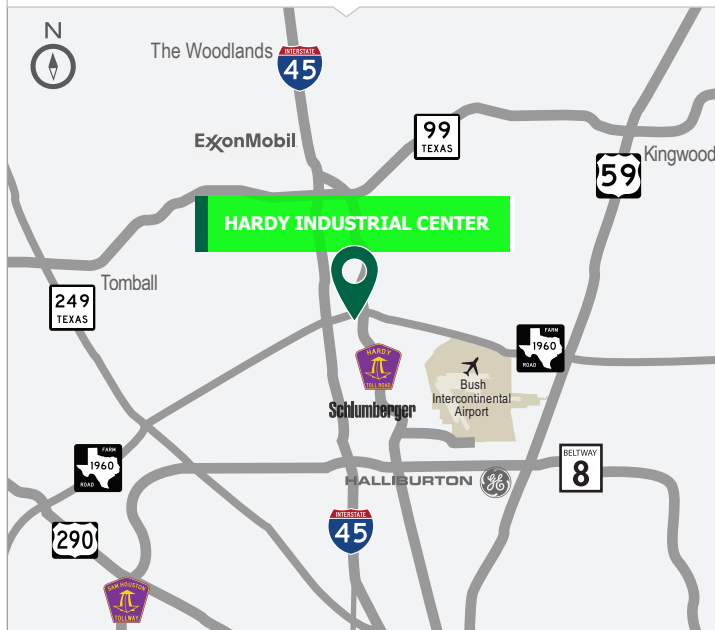 N
The Woodlands
INTERSTATE
45
ExxonMobil
99
TEXAS
Kingwood
59
HARDY INDUSTRIAL CENTER
Tomball
249
TEXAS
FARM
1960
ROAD
HARDY
TOLL ROAD
Bush
Intercontinental
Airport
Schlumberger
FARM
1960
ROAD
BELTWAY
8
HALLIBURTON
GE
INTERSTATE
45
290
SAM HOUSTON
TOLLWAY